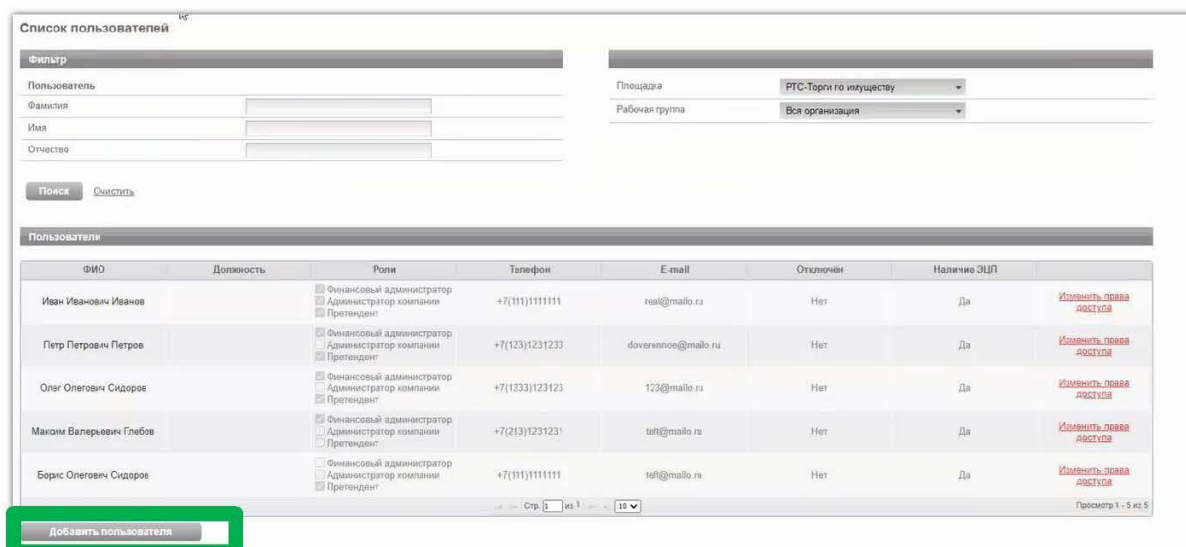 Список пользователей
Фильтр
Пользователь
Фамилия
Имя
Отчество
Площадка РТС-Торги по имуществу
Рабочая группа Вся организация
Поиск Очистить
Пользователи
ФИО Должность Роли Телефон E-mail Отключён Наличие ЭЦП
Иван Иванович Иванов Финансовый администратор Администратор компании Претендент +7(111)1111111 real@mailo.ru Нет Да Изменить права доступа
Петр Петрович Петров Финансовый администратор Администратор компании Претендент +7(123)1231233 doverennoe@mailo.ru Нет Да Изменить права доступа
Олег Олегович Сидоров Финансовый администратор Администратор компании Претендент +7(1233)123123 123@mailo.ru Нет Да Изменить права доступа
Максим Валерьевич Глебов Финансовый администратор Администратор компании Претендент +7(213)1231231 teft@mailo.ru Нет Да Изменить права доступа
Борис Олегович Сидоров Финансовый администратор Администратор компании Претендент +7(111)1111111 teft@mailo.ru Нет Да Изменить права доступа
Стр. 1 из 1 10 Просмотр 1 - 5 из 5
Добавить пользователя